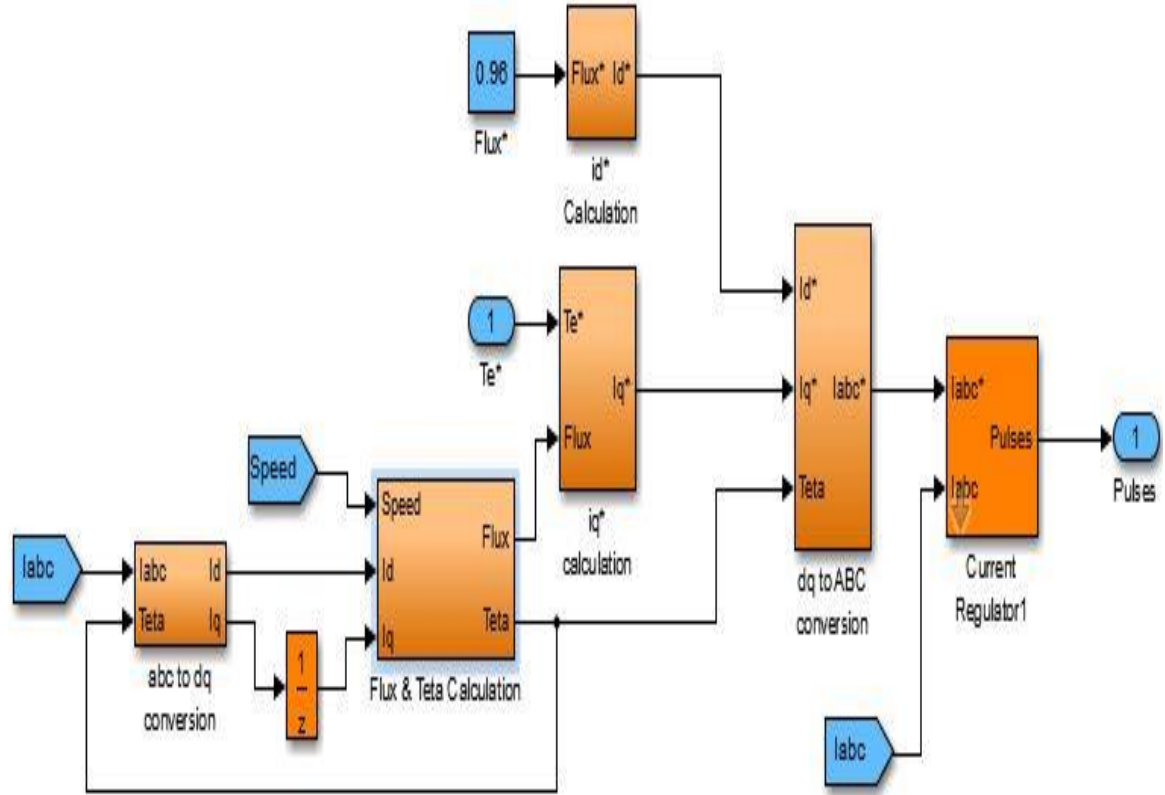 0.96
Flux*
Flux* Id*
id*
Calculation
1
Te*
Te*
Flux
Iq*
iq*
calculation
Speed
Iabc
Iabc Id
Teta Iq
abc to dq
conversion
1
z
Speed
Id
Iq
Flux
Teta
Flux & Teta Calculation
Id*
Iq*
Teta
Iabc*
dq to ABC
conversion
Iabc*
Iabc
Pulses
Current
Regulator1
1
Pulses
Iabc